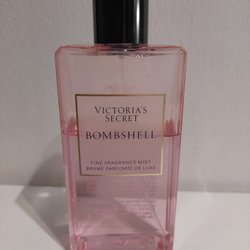 VICTORIA'S
SECRET
BOMBSHELL
FINE FRAGRANCE MIST
BRUME PARFUMÉE DE LUXE